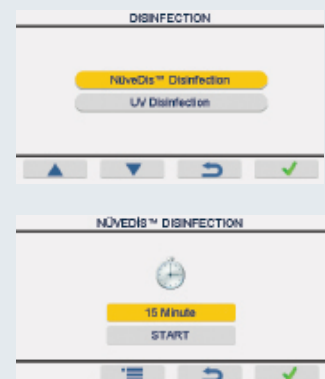 DISINFECTION
NüveDis™ Disinfection
UV Disinfection
NÜVEDİS™ DISINFECTION
15 Minute
START